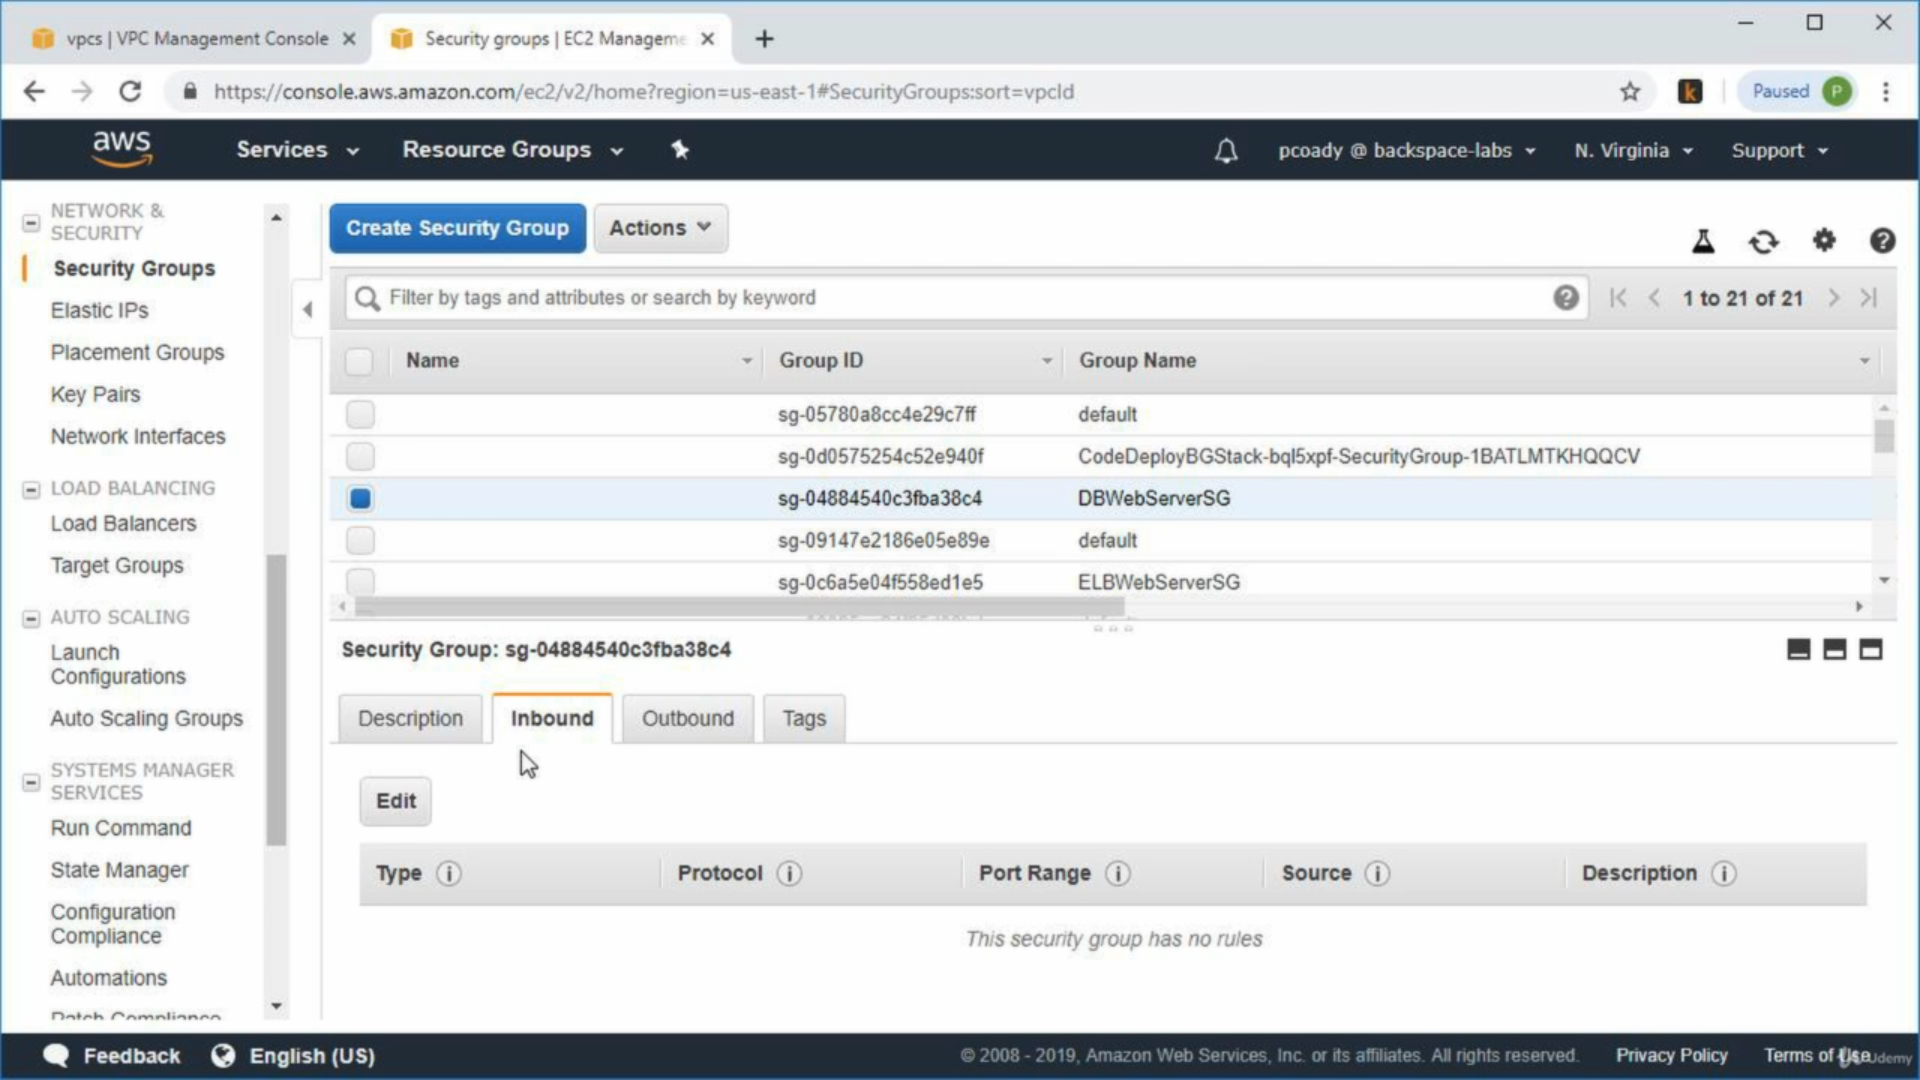 vpcs | VPC Management Console
Security groups | EC2 Manageme
https://console.aws.amazon.com/ec2/v2/home?region=us-east-1#SecurityGroups:sort=vpcId
k
Paused
P
aws
Services
Resource Groups
pcoady @ backspace-labs
N. Virginia
Support
NETWORK &
SECURITY
Security Groups
Elastic IPs
Placement Groups
Key Pairs
Network Interfaces
LOAD BALANCING
Load Balancers
Target Groups
AUTO SCALING
Launch
Configurations
Auto Scaling Groups
SYSTEMS MANAGER
SERVICES
Run Command
State Manager
Configuration
Compliance
Automations
Patch Compliance
Create Security Group
Actions
Filter by tags and attributes or search by keyword
1 to 21 of 21
Name Group ID Group Name
sg-05780a8cc4e29c7ff default
sg-0d0575254c52e940f CodeDeployBGStack-bql5xpf-SecurityGroup-1BATLMTKHQQCV
sg-04884540c3fba38c4 DBWebServerSG
sg-09147e2186e05e89e default
sg-0c6a5e04f558ed1e5 ELBWebServerSG
Security Group: sg-04884540c3fba38c4
Description Inbound Outbound Tags
Edit
Type Protocol Port Range Source Description
This security group has no rules
Feedback
English (US)
© 2008 - 2019, Amazon Web Services, Inc. or its affiliates. All rights reserved.
Privacy Policy
Terms of Use
Udemy